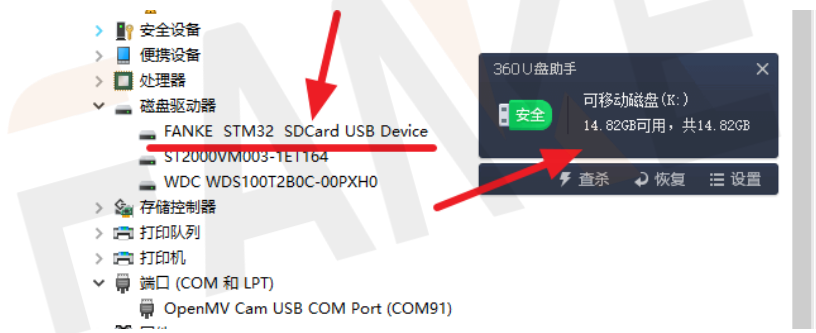 安全设备
便携设备
处理器
磁盘驱动器
FANKE STM32 SDCard USB Device
ST2000VM003-1ET164
WDC WDS100T2B0C-00PXH0
存储控制器
打印队列
打印机
端口 (COM 和 LPT)
OpenMV Cam USB COM Port (COM91)
360U盘助手
安全
可移动磁盘(K:)
14.82GB可用，共14.82GB
查杀 恢复 设置
FANKE